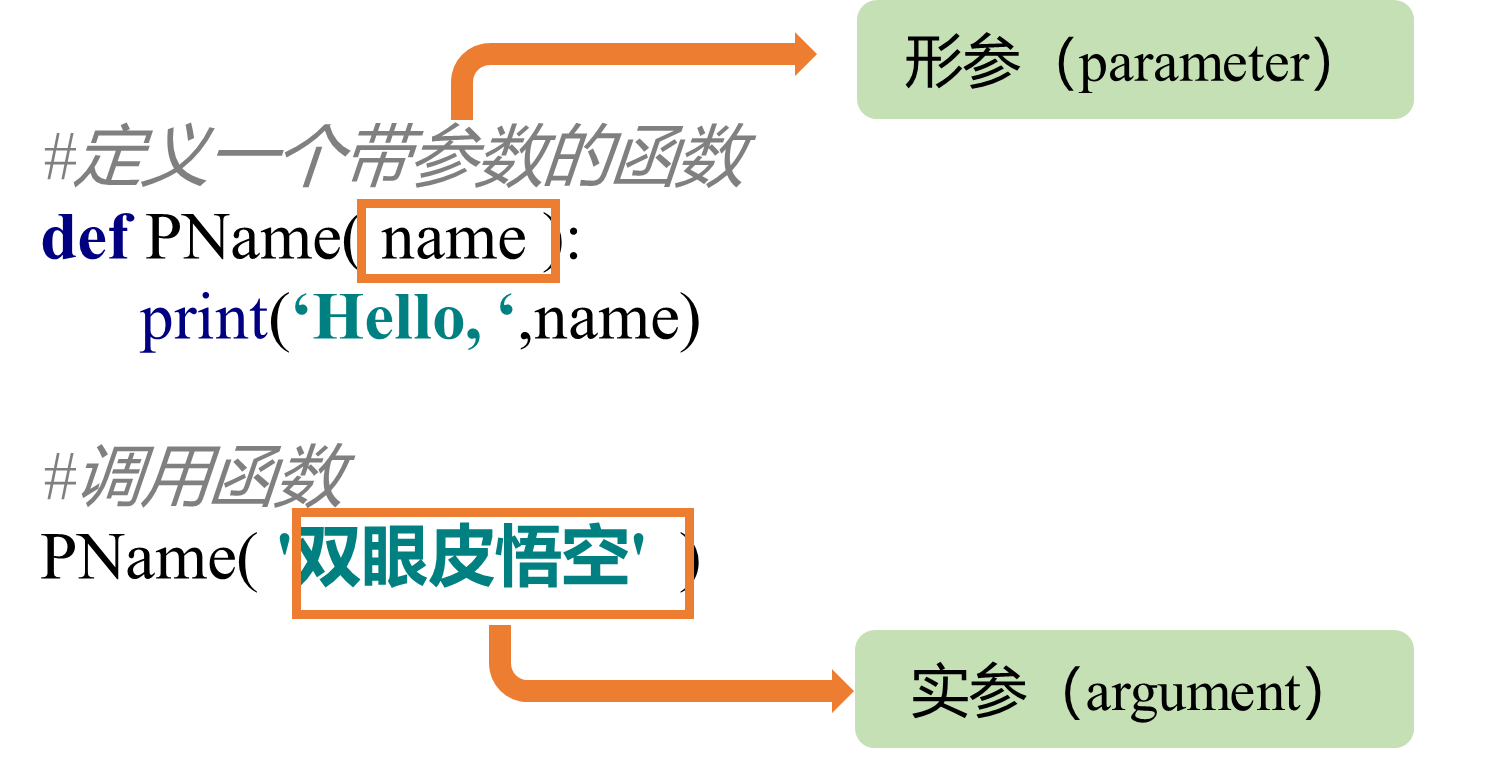 形参（parameter）
#定义一个带参数的函数
def PName( name ):
print(‘Hello, ‘,name)
#调用函数
PName( '双眼皮悟空' )
实参（argument）